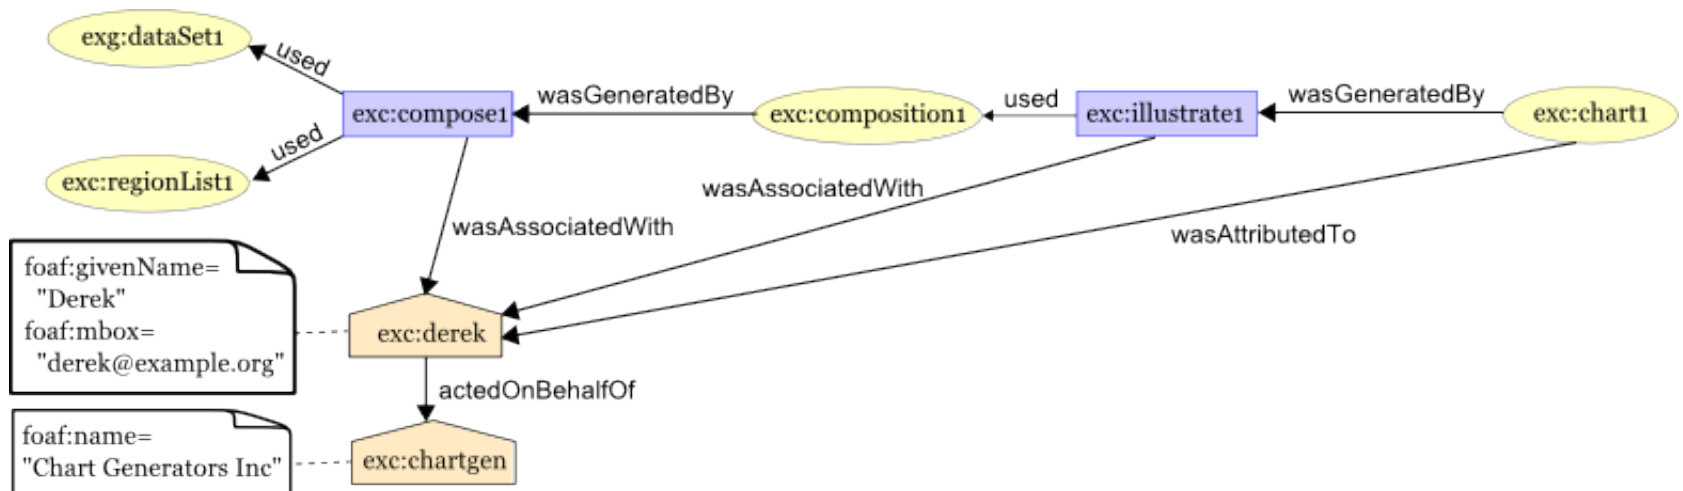 exg:dataSet1
used
exc:compose1
wasGeneratedBy
exc:composition1
used
exc:illustrate1
wasGeneratedBy
exc:chart1
used
exc:regionList1
wasAssociatedWith
wasAssociatedWith
wasAttributedTo
foaf:givenName=
"Derek"
foaf:mbox=
"derek@example.org"
exc:derek
actedOnBehalfOf
foaf:name=
"Chart Generators Inc"
exc:chartgen